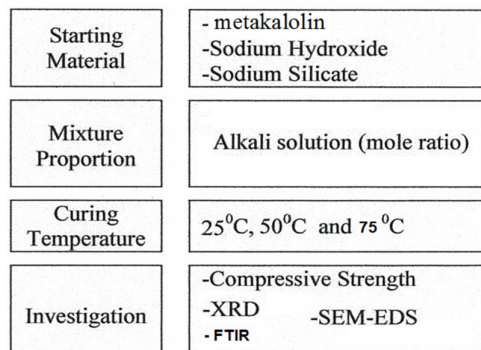 Starting
Material
- metakalolin
-Sodium Hydroxide
-Sodium Silicate
Mixture
Proportion
Alkali solution (mole ratio)
Curing
Temperature
25⁰C, 50⁰C and 75 ⁰C
Investigation
-Compressive Strength
-XRD
-SEM-EDS
- FTIR